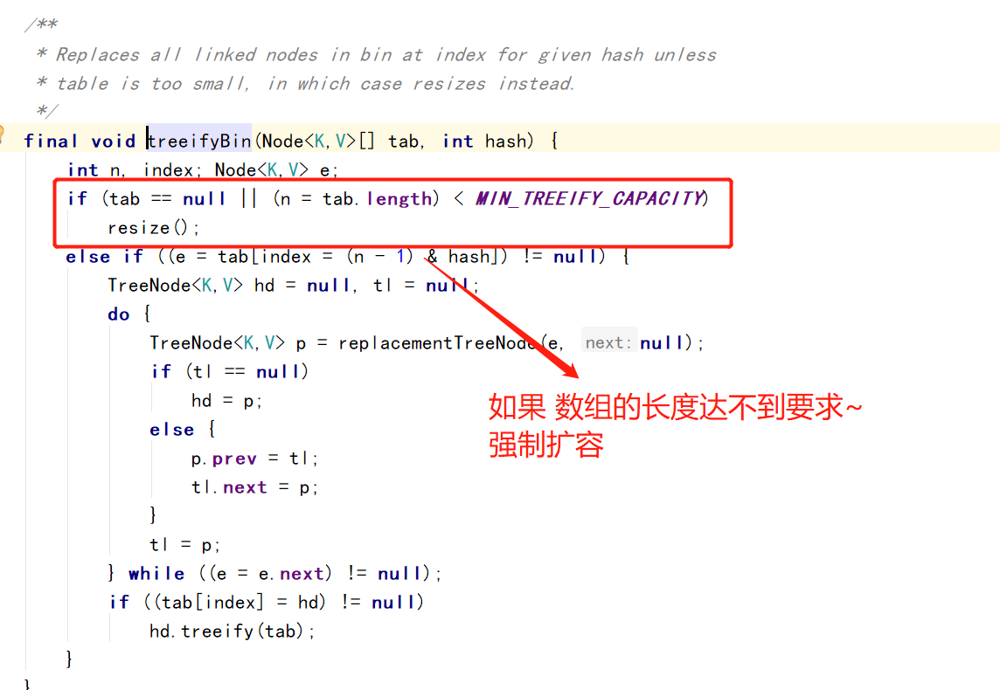 /**
* Replaces all linked nodes in bin at index for given hash unless
* table is too small, in which case resizes instead.
*/
final void treeifyBin(Node<K,V>[] tab, int hash) {
int n, index; Node<K,V> e;
if (tab == null || (n = tab.length) < MIN_TREEIFY_CAPACITY)
resize();
else if ((e = tab[index = (n - 1) & hash]) != null) {
TreeNode<K,V> hd = null, tl = null;
do {
TreeNode<K,V> p = replacementTreeNode(e, next: null);
if (tl == null)
hd = p;
else {
p.prev = tl;
tl.next = p;
}
tl = p;
} while ((e = e.next) != null);
if ((tab[index] = hd) != null)
hd.treeify(tab);
}
}
如果 数组的长度达不到要求~
强制扩容